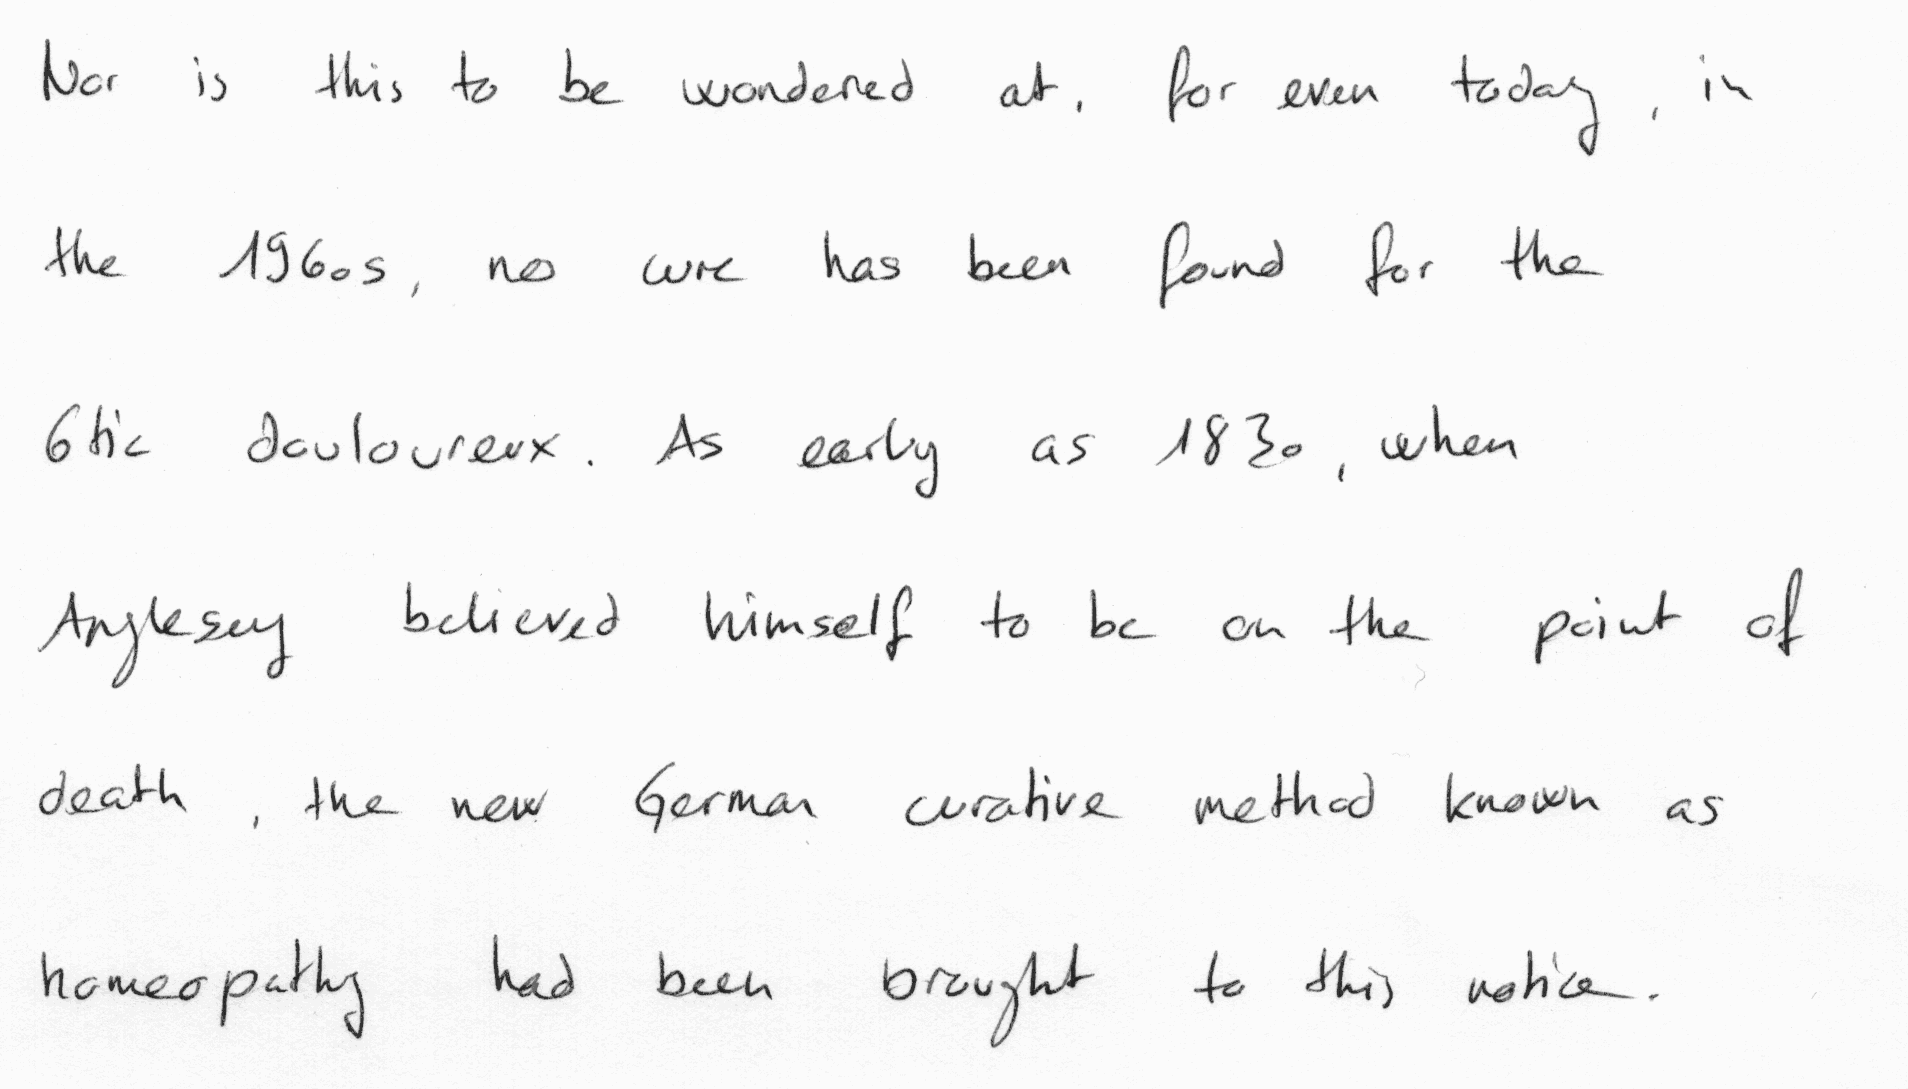 Nor is this to be wondered at, for even today, in
the 1960s, no cure has been found for the
6tic douloureux. As early as 1830, when
Anglesey believed himself to be on the point of
death, the new German curative method known as
homeopathy had been brought to this notice.